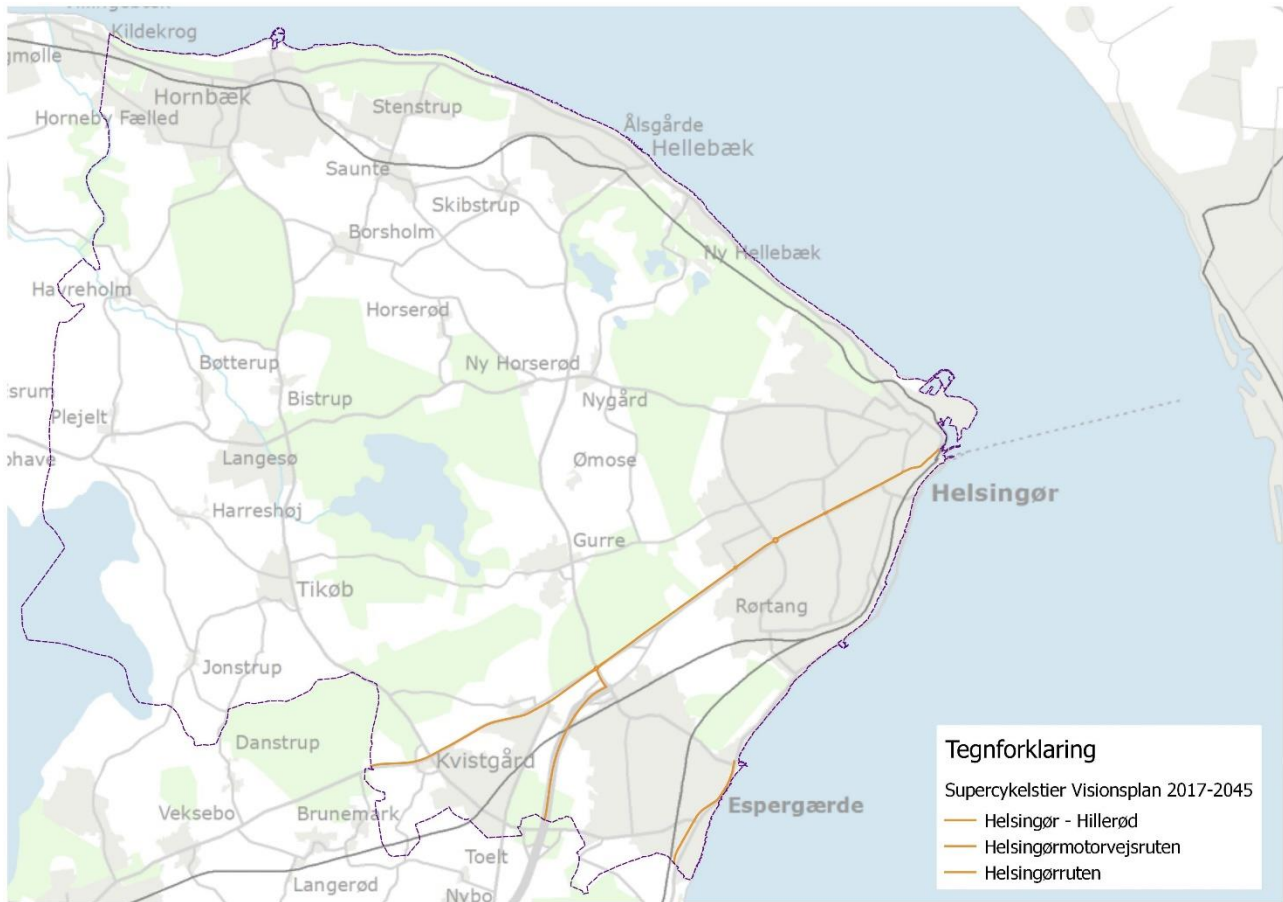 Kildekrog
gmølle
Hornbæk
Stenstrup
Horneby Fælled
Ålsgårde
Hellebæk
Saunte
Skibstrup
Borsholm
Ny Hellebæk
Havreholm
Horserød
Bøtterup
Ny Horserød
srum
Bistrup
Nygård
Plejelt
Langesø
Ømose
Helsingør
Harreshøj
Gurre
Tikøb
Rørtang
Jonstrup
Danstrup
Kvistgård
Espergærde
Veksebo
Brunemark
Toelt
Langerød
Nybo
Tegnforklaring
Supercykelstier Visionsplan 2017-2045
Helsingør - Hillerød
Helsingørmotorvejsruten
Helsingørruten